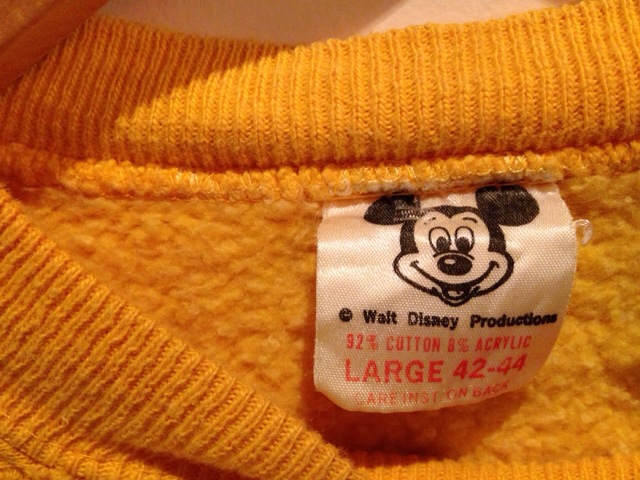 © Walt Disney Productions
92% COTTON 8% ACRYLIC
LARGE 42-44
CARE INST. ON BACK